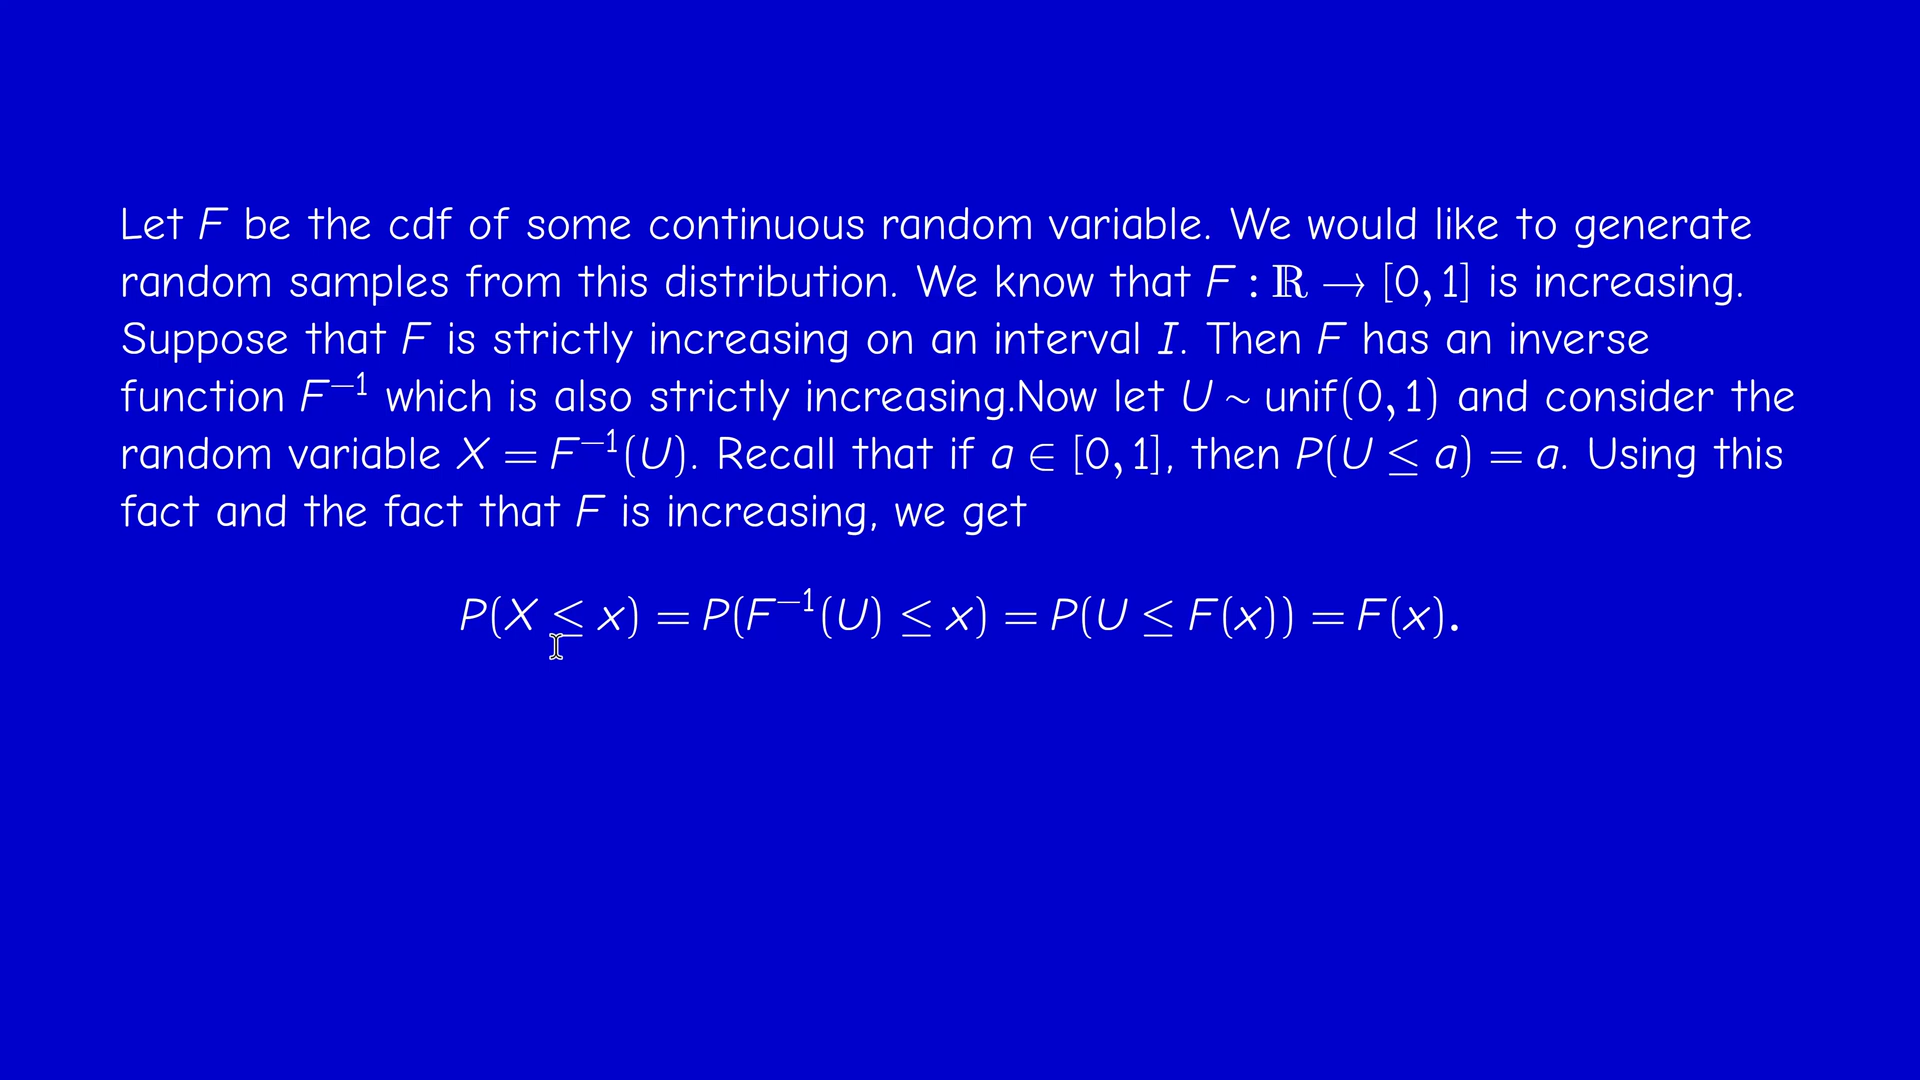 Let F be the cdf of some continuous random variable. We would like to generate
random samples from this distribution. We know that F : ℝ → [0, 1] is increasing.
Suppose that F is strictly increasing on an interval I. Then F has an inverse
function F⁻¹ which is also strictly increasing.Now let U ~ unif(0, 1) and consider the
random variable X = F⁻¹(U). Recall that if a ∈ [0, 1], then P(U ≤ a) = a. Using this
fact and the fact that F is increasing, we get
P(X ≤ x) = P(F⁻¹(U) ≤ x) = P(U ≤ F(x)) = F(x).